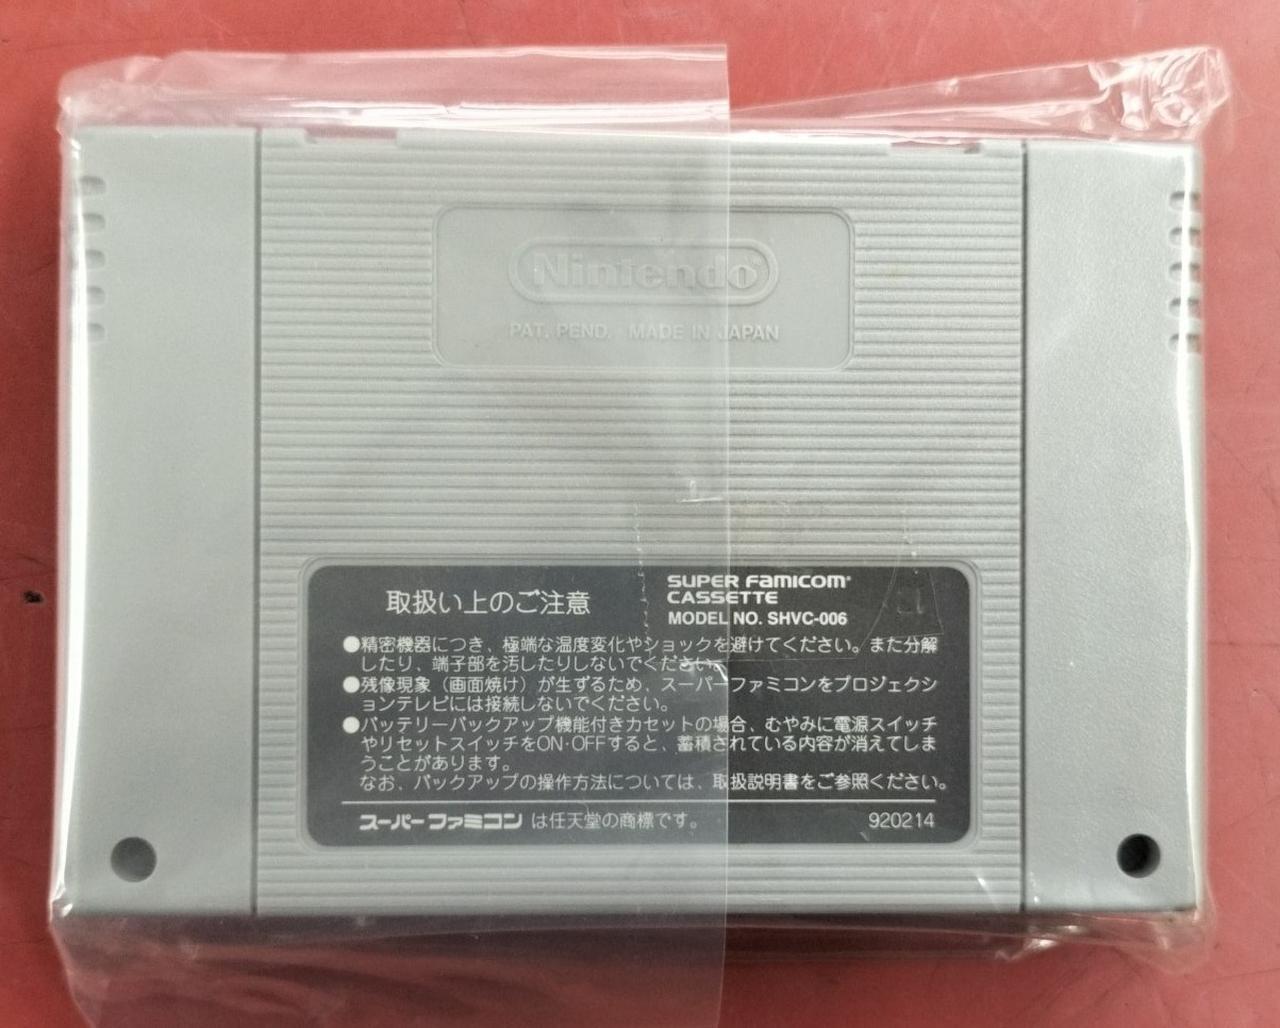 Nintendo
PAT. PEND. MADE IN JAPAN
取扱い上のご注意
SUPER FAMICOM
CASSETTE
MODEL NO. SHVC-006
●精密機器につき、極端な温度変化やショックを避けてください。また分解
したり、端子部を汚したりしないでください。
●残像現象（画面焼け）が生ずるため、スーパーファミコンをプロジェクシ
ョンテレビには接続しないでください。
●バッテリーバックアップ機能付きカセットの場合、むやみに電源スイッチ
やリセットスイッチをON·OFFすると、蓄積されている内容が消えてしま
うことがあります。
なお、バックアップの操作方法については、取扱説明書をご参照ください。
スーパーファミコン は任天堂の商標です。 920214